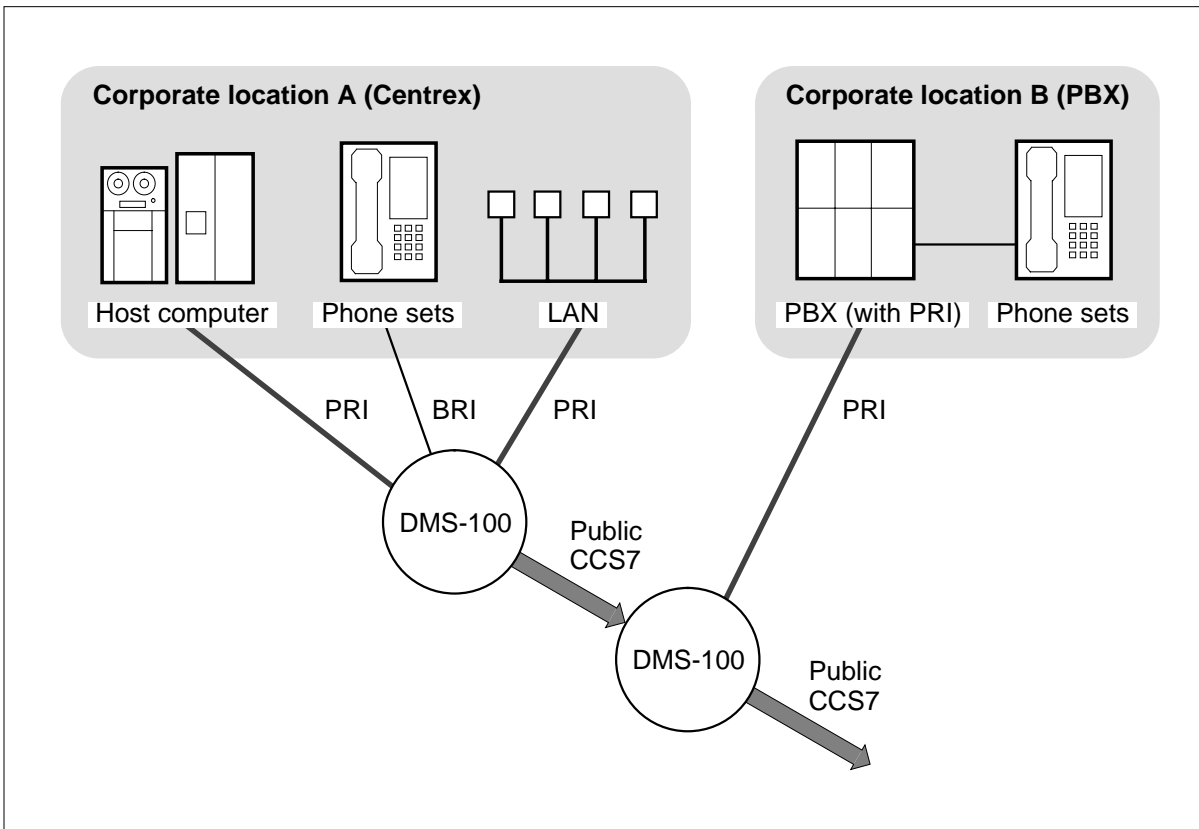 Corporate location A (Centrex)
Host computer
Phone sets
LAN
Corporate location B (PBX)
PBX (with PRI)
Phone sets
PRI
BRI
PRI
PRI
DMS-100
Public
CCS7
DMS-100
Public
CCS7